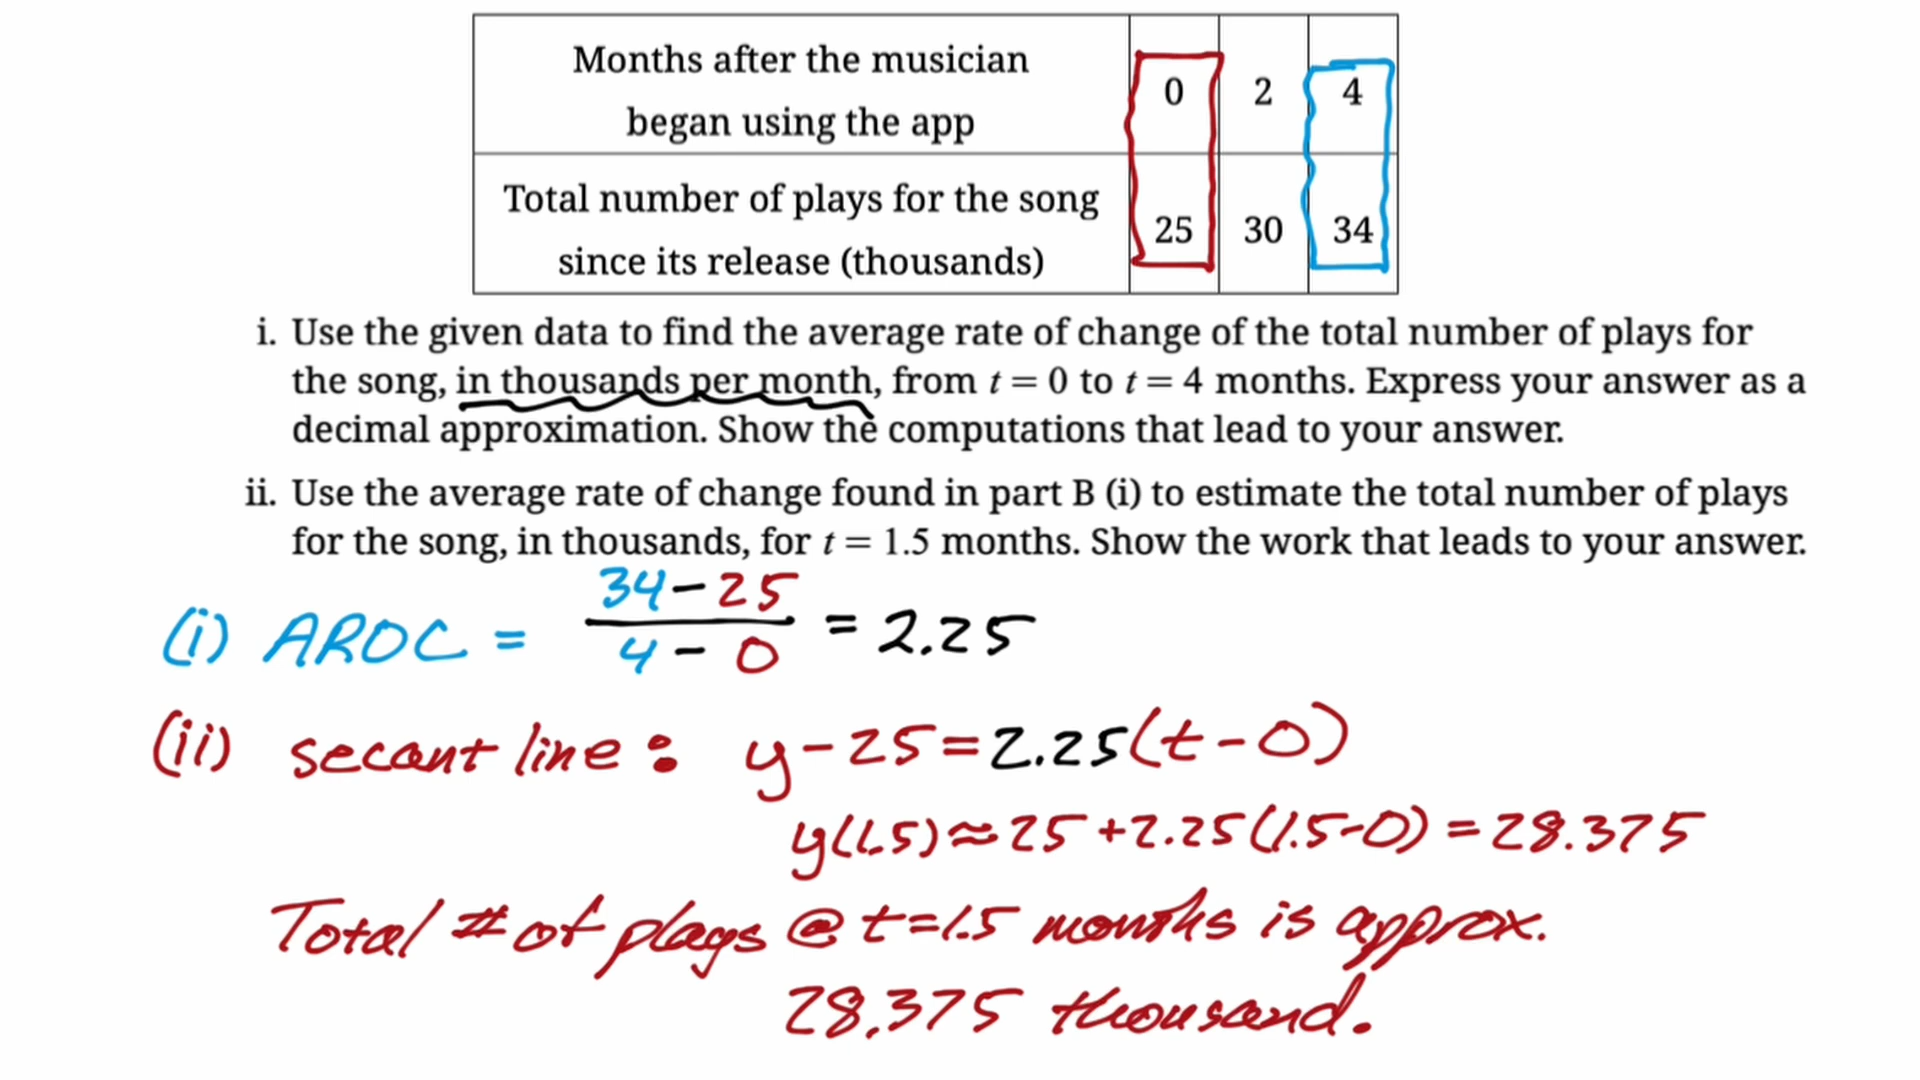 Months after the musician began using the app 0 2 4
Total number of plays for the song since its release (thousands) 25 30 34
i. Use the given data to find the average rate of change of the total number of plays for
the song, in thousands per month, from t = 0 to t = 4 months. Express your answer as a
decimal approximation. Show the computations that lead to your answer.
ii. Use the average rate of change found in part B (i) to estimate the total number of plays
for the song, in thousands, for t = 1.5 months. Show the work that leads to your answer.
(i) AROC = (34 - 25)/(4 - 0) = 2.25
(ii) secant line: y - 25 = 2.25(t - 0)
y(1.5) ≈ 25 + 2.25(1.5-0) = 28.375
Total # of plays @ t=1.5 months is approx.
28.375 thousand.